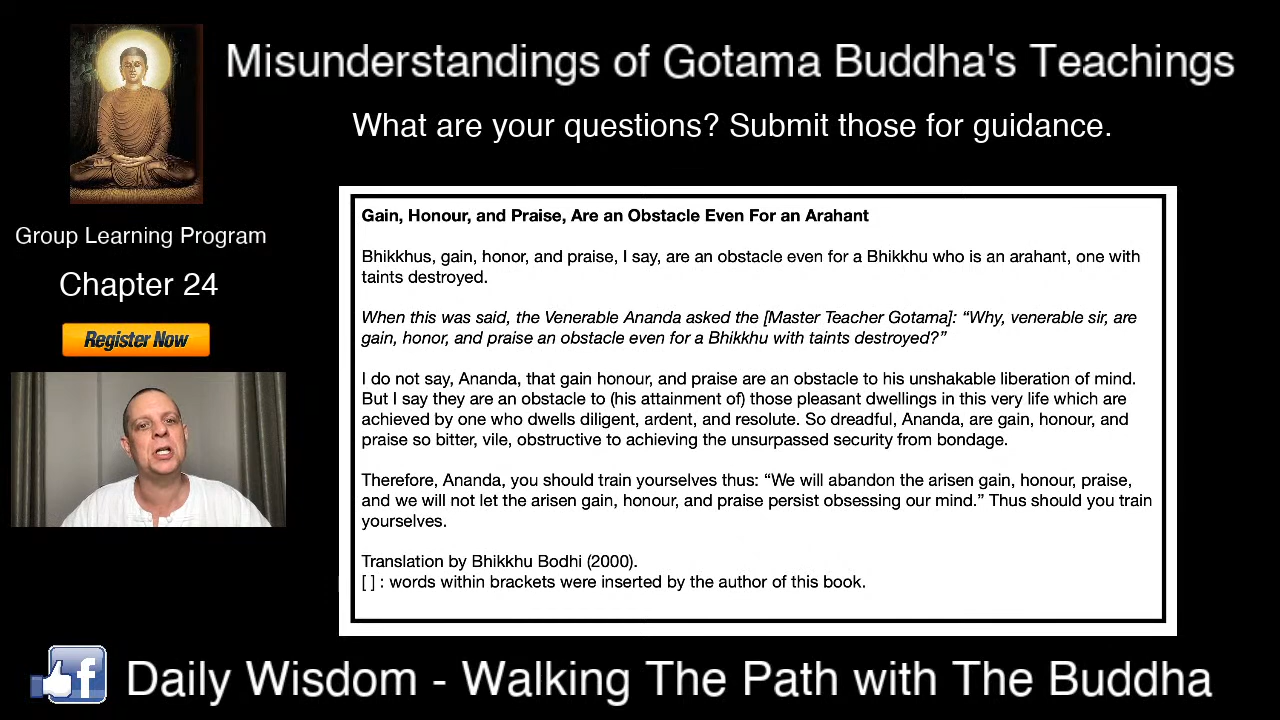 Misunderstandings of Gotama Buddha's Teachings
What are your questions? Submit those for guidance.
Group Learning Program
Chapter 24
Register Now
Gain, Honour, and Praise, Are an Obstacle Even For an Arahant
Bhikkhus, gain, honor, and praise, I say, are an obstacle even for a Bhikkhu who is an arahant, one with
taints destroyed.
When this was said, the Venerable Ananda asked the [Master Teacher Gotama]: “Why, venerable sir, are
gain, honor, and praise an obstacle even for a Bhikkhu with taints destroyed?”
I do not say, Ananda, that gain honour, and praise are an obstacle to his unshakable liberation of mind.
But I say they are an obstacle to (his attainment of) those pleasant dwellings in this very life which are
achieved by one who dwells diligent, ardent, and resolute. So dreadful, Ananda, are gain, honour, and
praise so bitter, vile, obstructive to achieving the unsurpassed security from bondage.
Therefore, Ananda, you should train yourselves thus: “We will abandon the arisen gain, honour, praise,
and we will not let the arisen gain, honour, and praise persist obsessing our mind.” Thus should you train
yourselves.
Translation by Bhikkhu Bodhi (2000).
[ ] : words within brackets were inserted by the author of this book.
f
Daily Wisdom - Walking The Path with The Buddha